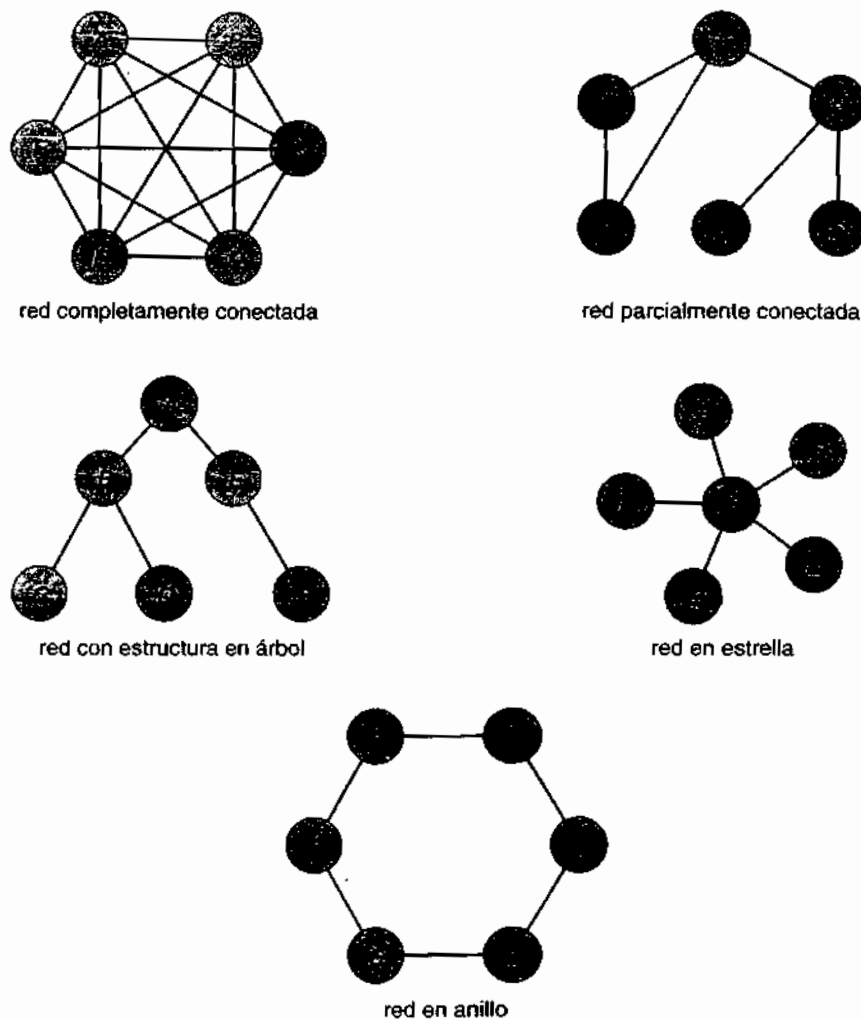 red completamente conectada
red parcialmente conectada
red con estructura en árbol
red en estrella
red en anillo